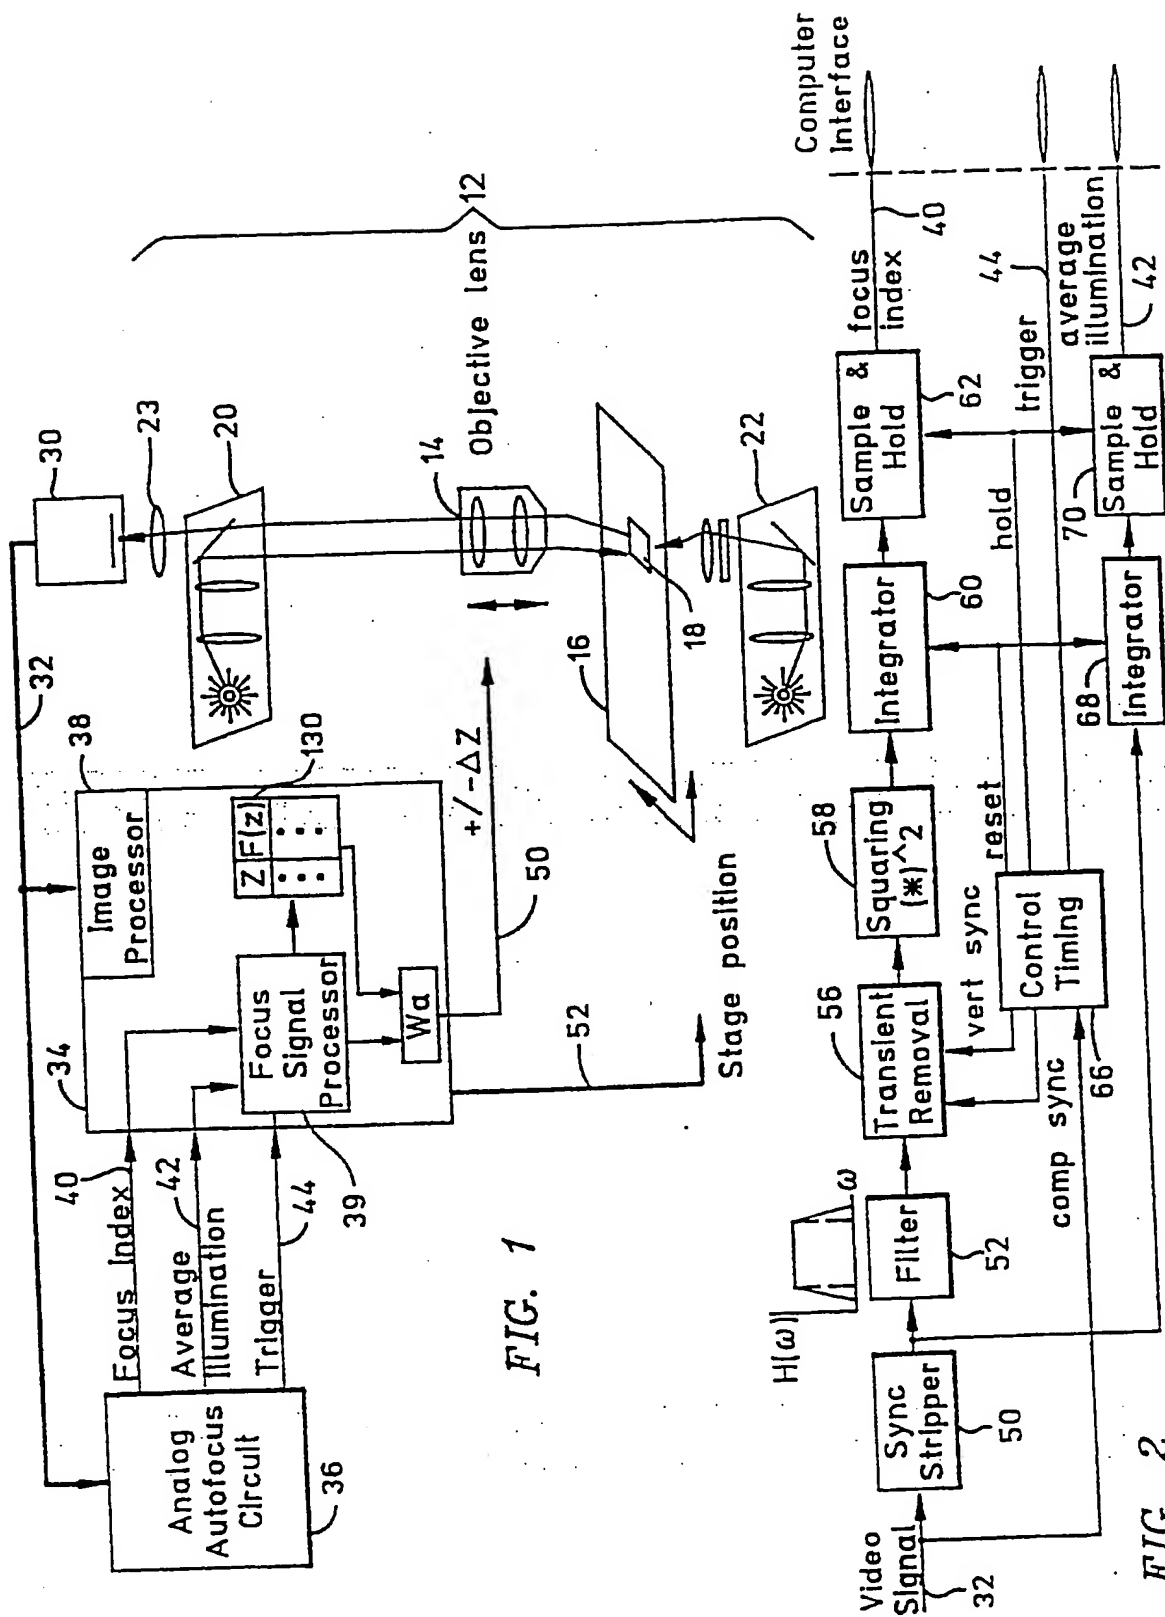 30
23
20
12
Objective lens
14
22
18
16
32
38
Image
Processor
130
Z F(z)
• •
• •
• •
+/-ΔZ
50
Stage position
52
34
Focus
Signal
Processor
Wa
39
40
Focus Index
42
Average
Illumination
44
Trigger
Analog
Autofocus
Circuit
36
FIG. 1
Computer
Interface
focus
index
40
Sample &
Hold
62
trigger
44
average
illumination
42
Sample &
Hold
70
hold
Integrator
60
Integrator
68
reset
Squaring
(*)^2
58
vert sync
Control
Timing
66
Transient
Removal
56
comp sync
H(ω)
ω
Filter
52
Sync
Stripper
50
Video
Signal
32
FIG. 2